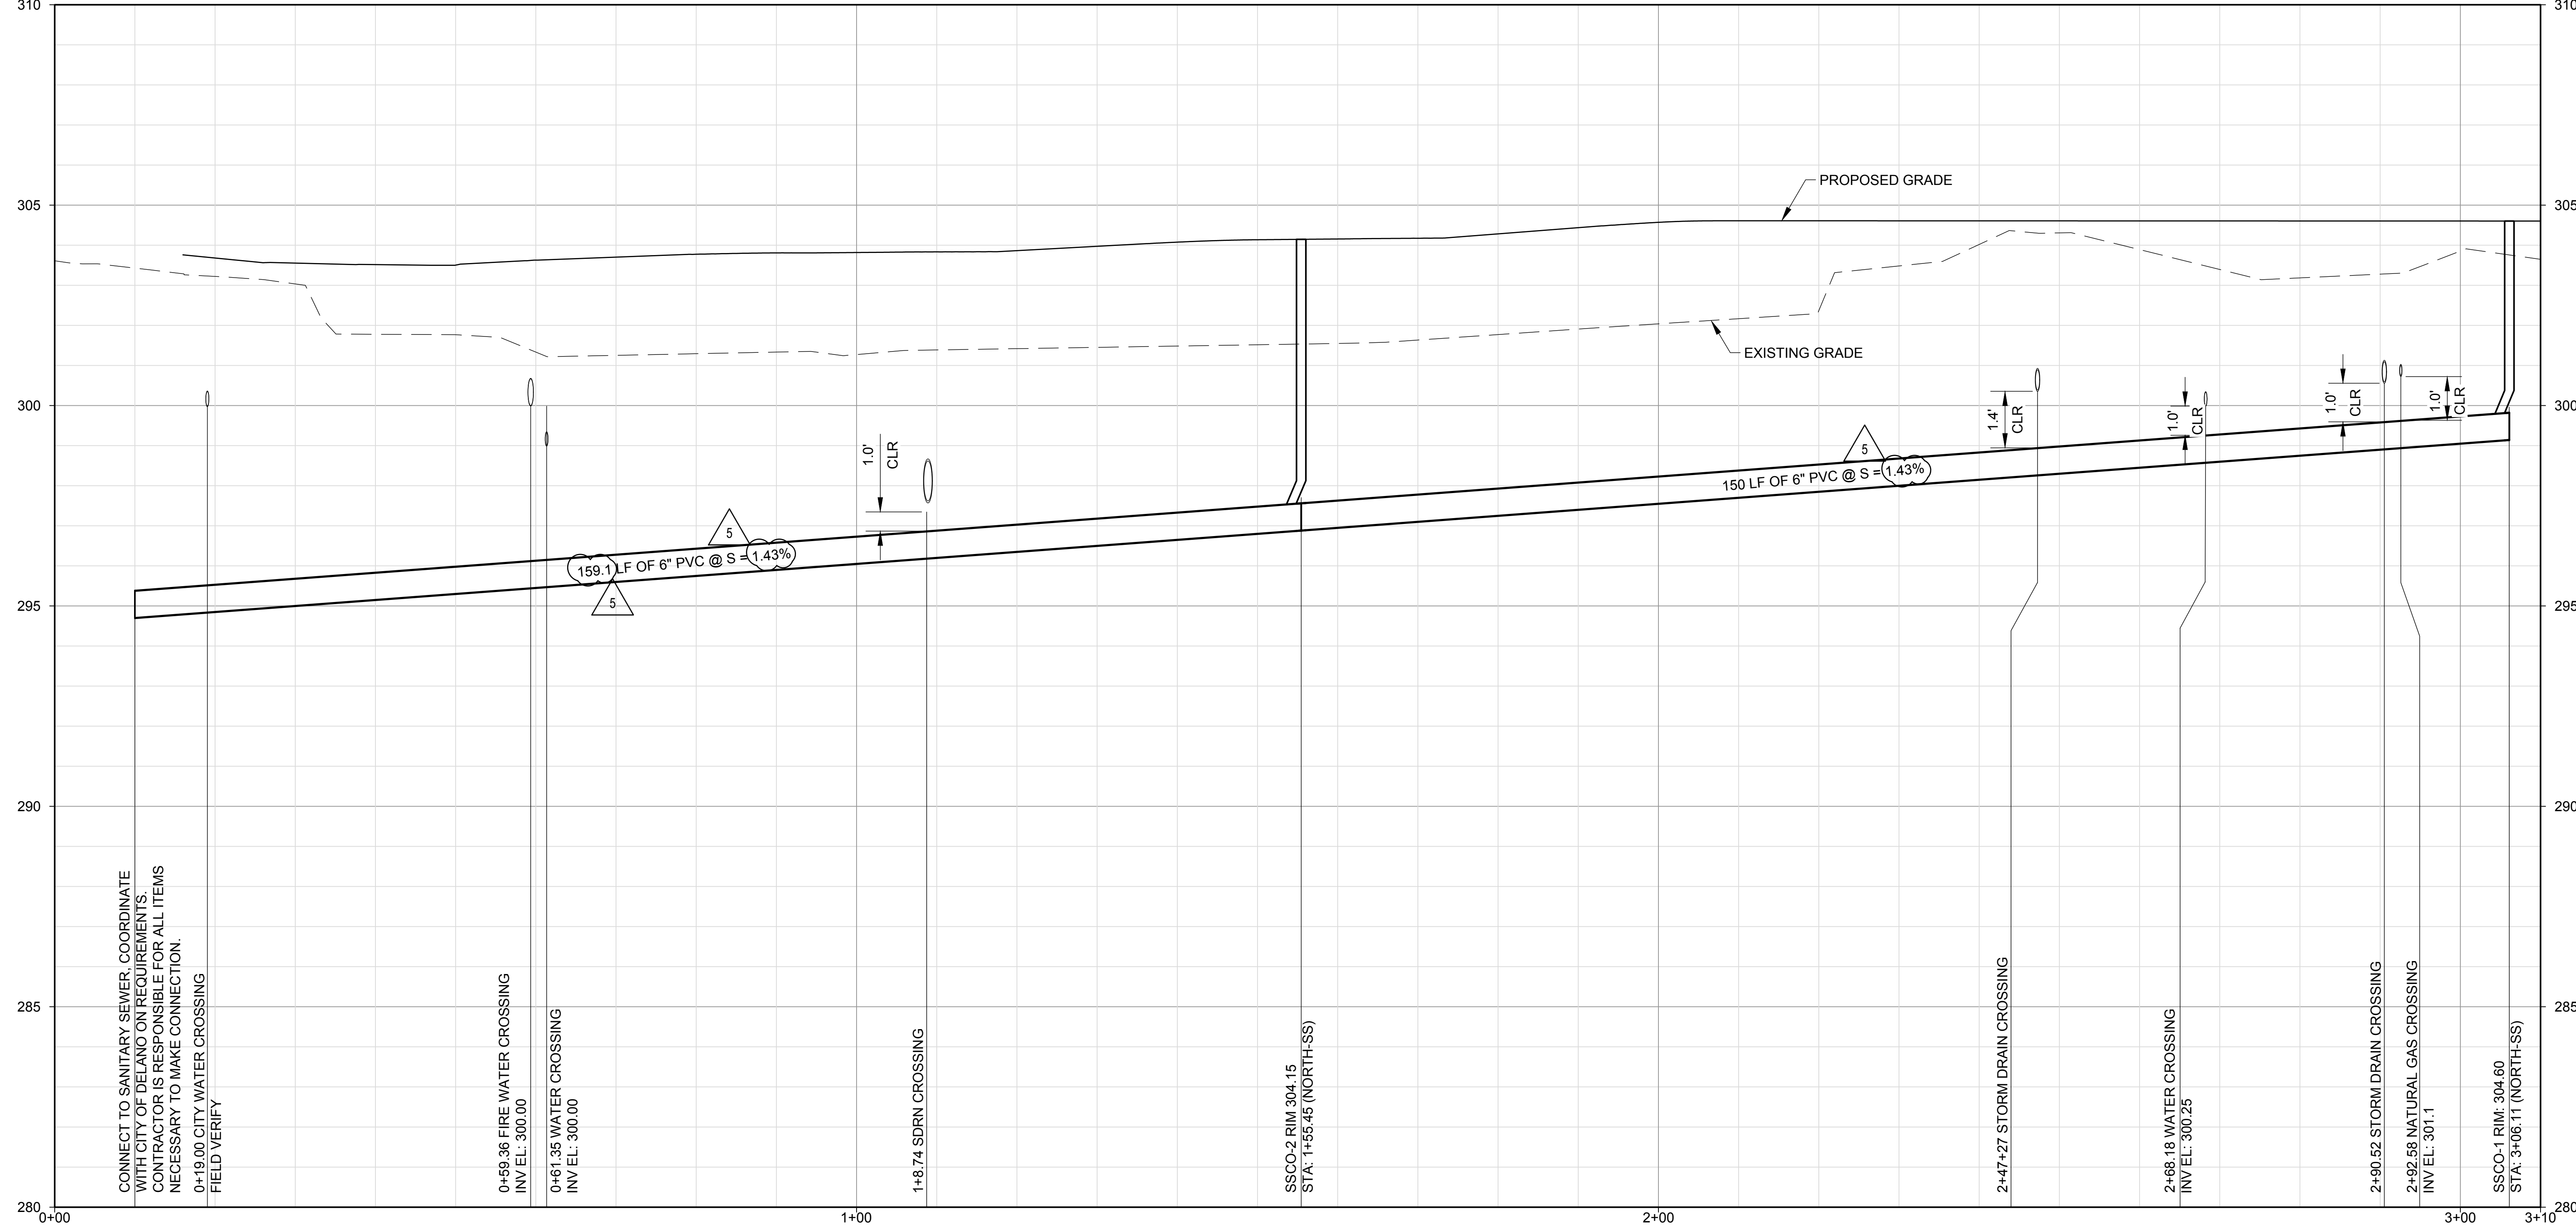 310
310
305
305
300
300
295
295
290
290
285
285
280
280
0+00
1+00
2+00
3+00
3+10
PROPOSED GRADE
EXISTING GRADE
1.0'
CLR
1.4'
CLR
1.0'
CLR
1.0'
CLR
1.0'
CLR
5
159.1 LF OF 6" PVC @ S = 1.43%
5
5
150 LF OF 6" PVC @ S = 1.43%
CONNECT TO SANITARY SEWER, COORDINATE
WITH CITY OF DELANO ON REQUIREMENTS.
CONTRACTOR IS RESPONSIBLE FOR ALL ITEMS
NECESSARY TO MAKE CONNECTION.
0+19.00 CITY WATER CROSSING
FIELD VERIFY
0+59.36 FIRE WATER CROSSING
INV EL: 300.00
0+61.35 WATER CROSSING
INV EL: 300.00
1+8.74 SDRN CROSSING
SSCO-2 RIM 304.15
STA: 1+55.45 (NORTH-SS)
2+47+27 STORM DRAIN CROSSING
2+68.18 WATER CROSSING
INV EL: 300.25
2+90.52 STORM DRAIN CROSSING
2+92.58 NATURAL GAS CROSSING
INV EL: 301.1
SSCO-1 RIM: 304.60
STA: 3+06.11 (NORTH-SS)